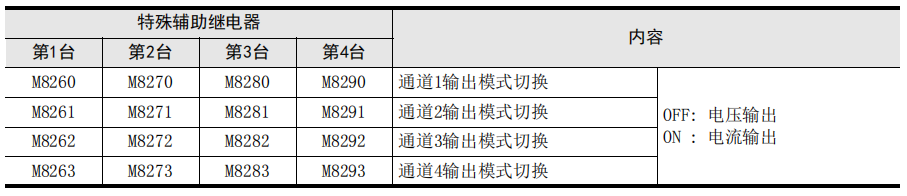 特殊辅助继电器 内容
第1台 第2台 第3台 第4台
M8260 M8270 M8280 M8290 通道1输出模式切换
M8261 M8271 M8281 M8291 通道2输出模式切换
M8262 M8272 M8282 M8292 通道3输出模式切换
M8263 M8273 M8283 M8293 通道4输出模式切换
OFF: 电压输出
ON : 电流输出